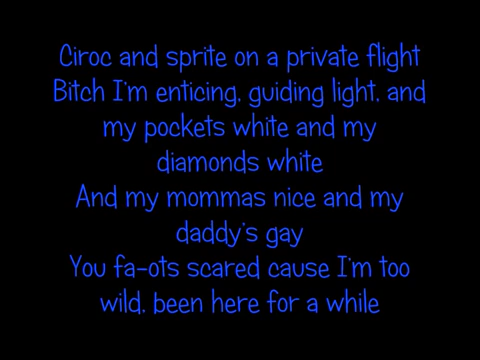 Ciroc and sprite on a private flight
Bitch I'm enticing, guiding light, and
my pockets white and my
diamonds white
And my mommas nice and my
daddy's gay
You fa-ots scared cause I'm too
wild, been here for a while